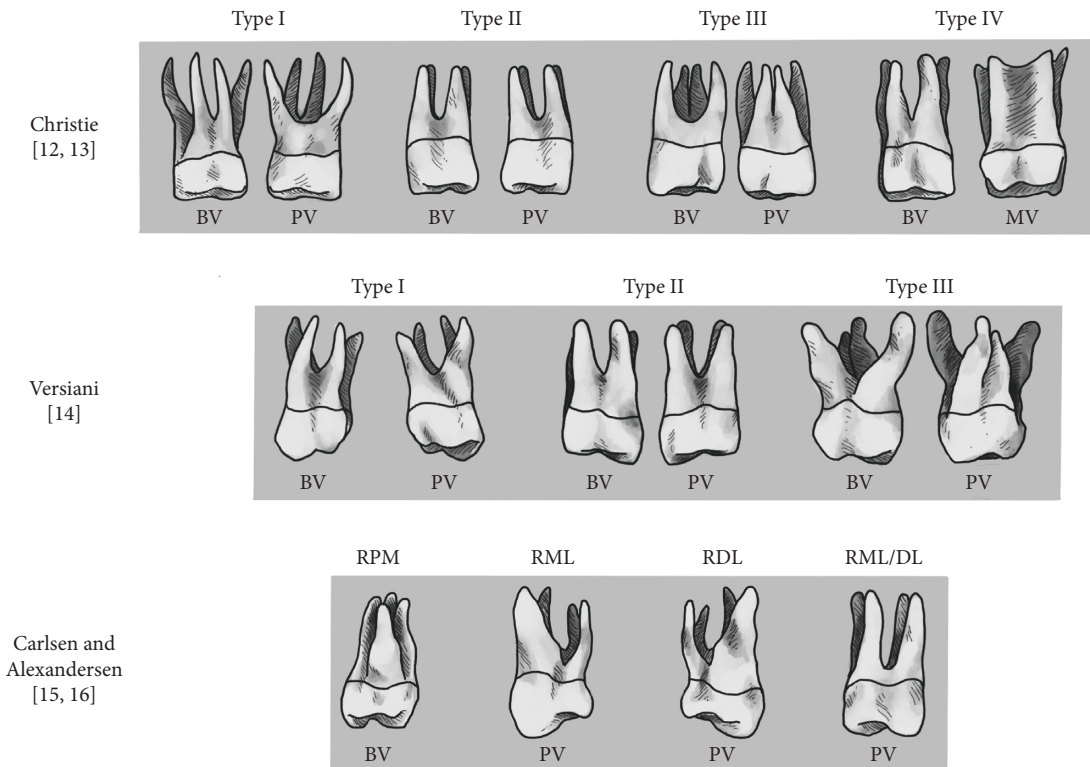 Type I Type II Type III Type IV
Christie
[12, 13]
BV PV BV PV BV PV BV MV
Type I Type II Type III
Versiani
[14]
BV PV BV PV BV PV
RPM RML RDL RML/DL
Carlsen and
Alexandersen
[15, 16]
BV PV PV PV